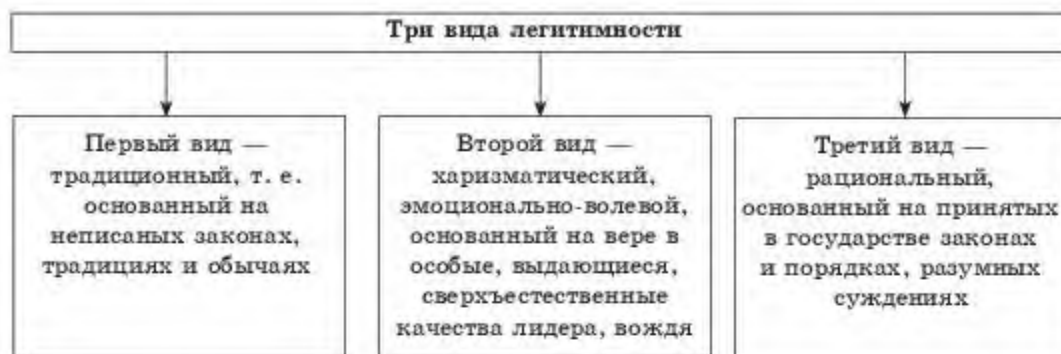 Три вида легитимности
Первый вид —
традиционный, т. е.
основанный на
неписаных законах,
традициях и обычаях
Второй вид —
харизматический,
эмоционально-волевой,
основанный на вере в
особые, выдающиеся,
сверхъестественные
качества лидера, вождя
Третий вид —
рациональный,
основанный на принятых
в государстве законах
и порядках, разумных
суждениях